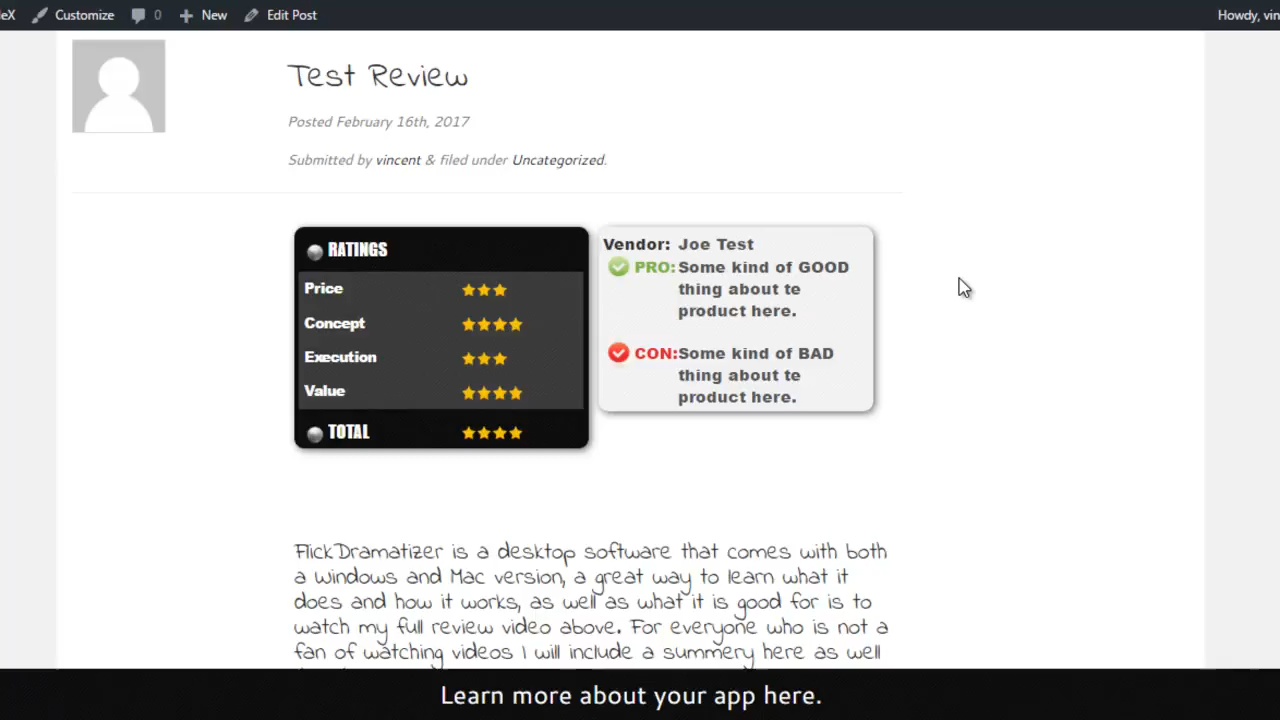 eX Customize 0 New Edit Post Howdy, vin
Test Review
Posted February 16th, 2017
Submitted by vincent & filed under Uncategorized.
RATINGS
Price
Concept
Execution
Value
TOTAL
Vendor: Joe Test
PRO: Some kind of GOOD
thing about te
product here.
CON: Some kind of BAD
thing about te
product here.
FlickDramatizer is a desktop software that comes with both
a windows and Mac version, a great way to learn what it
does and how it works, as well as what it is good for is to
watch my full review video above. For everyone who is not a
fan of watching videos I will include a summery here as well
Learn more about your app here.